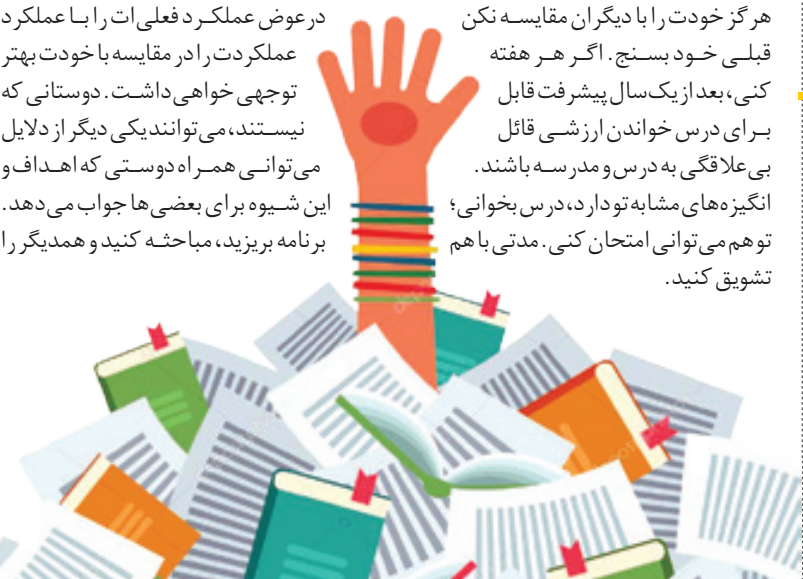 هرگز خودت را با دیگران مقایسه نکن درعوض عملکرد فعلی‌ات را با عملکرد
قبلی خود بسنج. اگر هر هفته عملکردت را در مقایسه با خودت بهتر
کنی، بعد از یک‌سال پیشرفت قابل توجهی خواهی داشت. دوستانی که
برای درس خواندن ارزشی قائل نیستند، می‌توانند یکی دیگر از دلایل
بی‌علاقگی به درس و مدرسه باشند. می‌توانی همراه دوستی که اهداف و
انگیزه‌های مشابه تو دارد، درس بخوانی؛ این شیوه برای بعضی‌ها جواب می‌دهد.
تو هم می‌توانی امتحان کنی. مدتی با هم برنامه بریزید، مباحثه کنید و همدیگر را
تشویق کنید.